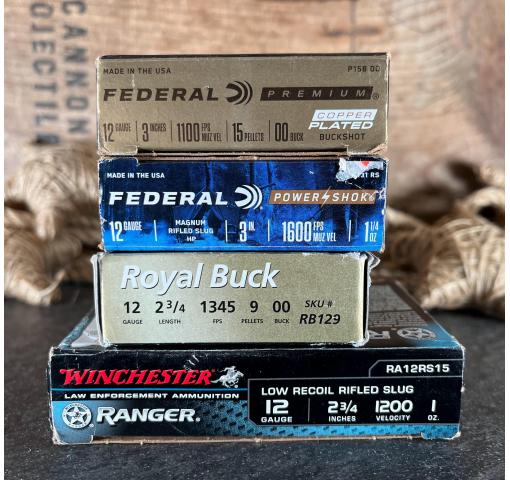 CANNON
PROJECTIL
MADE IN THE USA
P158 00
FEDERAL PREMIUM®
COPPER
PLATED
BUCKSHOT
12 GAUGE 3 INCHES 1100 FPS MUZ VEL 15 PELLETS 00 BUCK
MADE IN THE USA
131 RS
FEDERAL POWER SHOK
12 GAUGE MAGNUM RIFLED SLUG HP 3 IN 1600 FPS MUZ VEL 1 1/4 OZ
Royal Buck
12 2 3/4 1345 9 00 SKU #
GAUGE LENGTH FPS PELLETS BUCK RB129
RA12RS15
WINCHESTER
LAW ENFORCEMENT AMMUNITION
RANGER.
LOW RECOIL RIFLED SLUG
12 2 3/4 1200 1
GAUGE INCHES VELOCITY OZ.